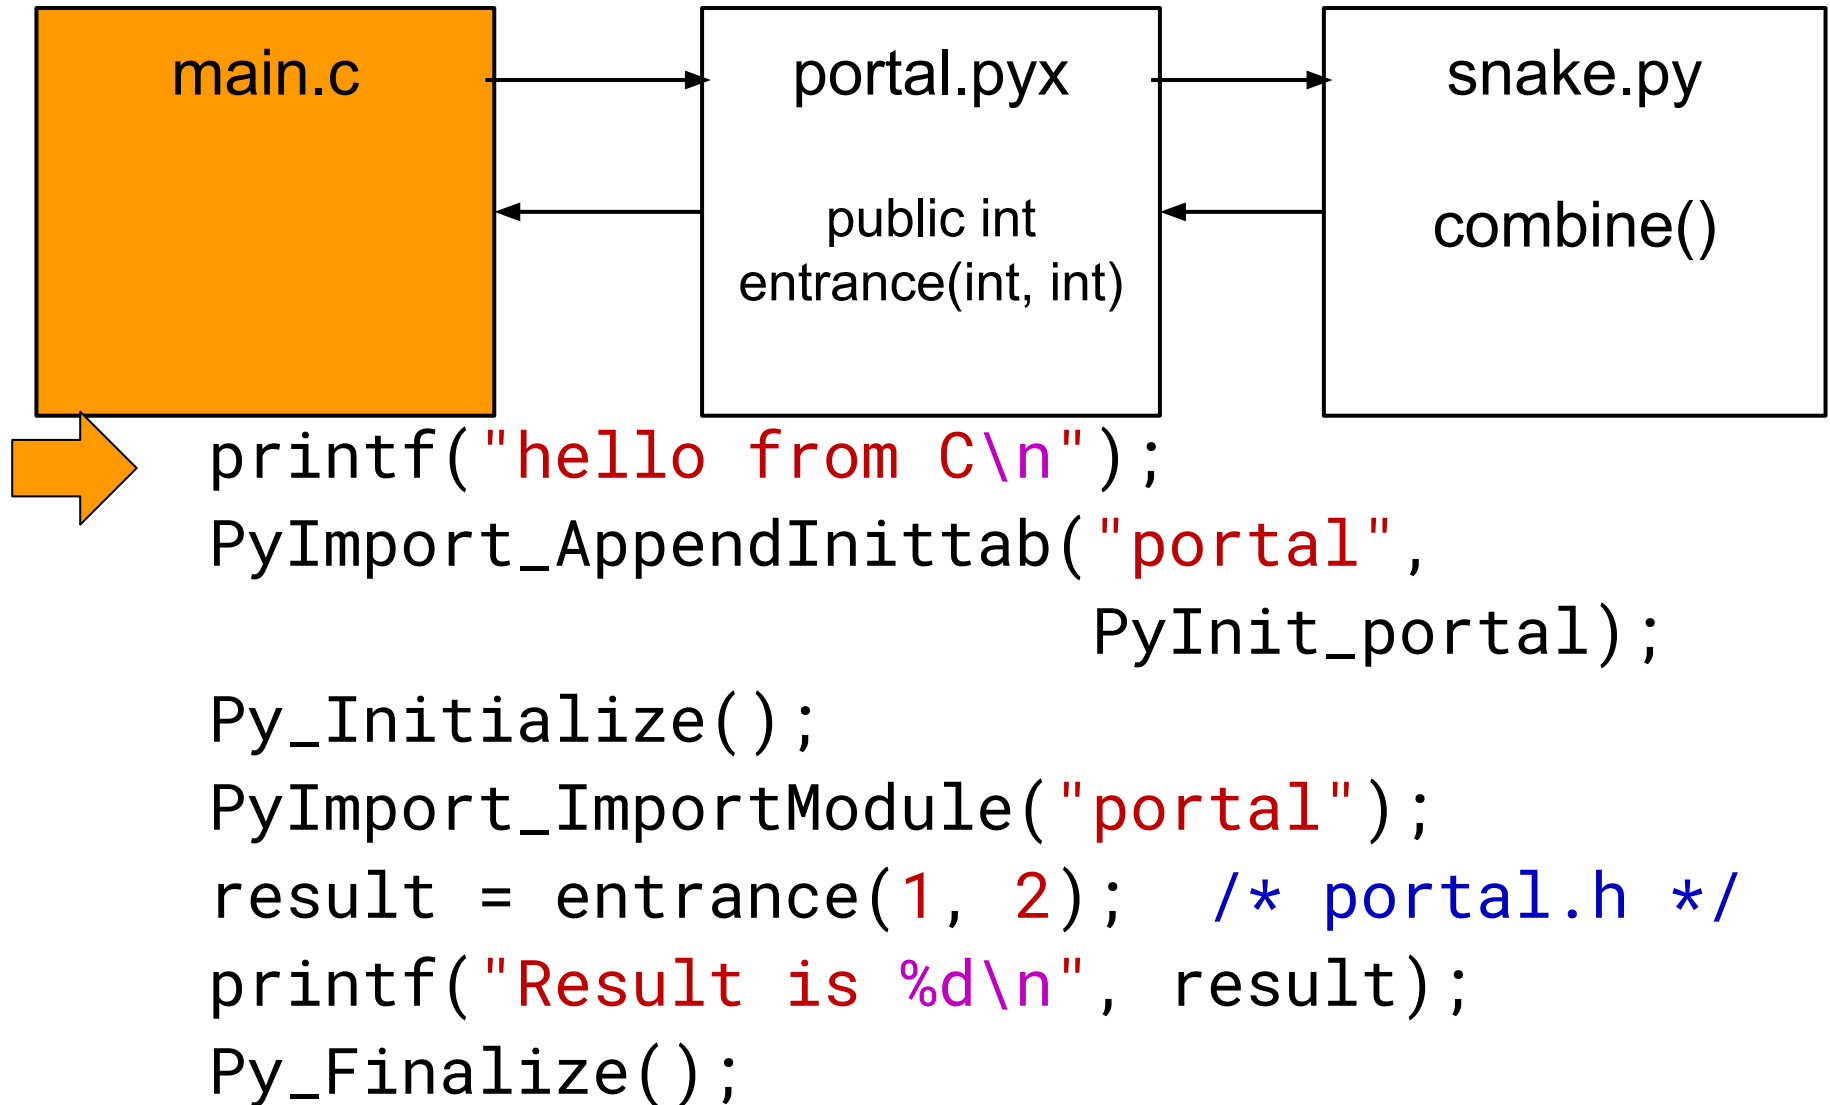 main.c
portal.pyx
public int
entrance(int, int)
snake.py
combine()
printf("hello from C\n");
PyImport_AppendInittab("portal",
PyInit_portal);
Py_Initialize();
PyImport_ImportModule("portal");
result = entrance(1, 2);  /* portal.h */
printf("Result is %d\n", result);
Py_Finalize();